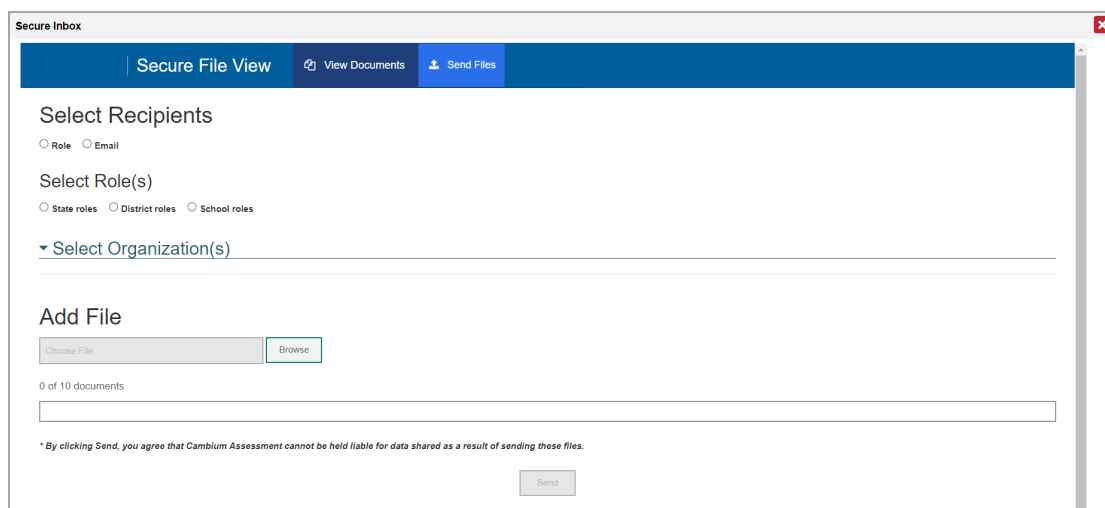 Secure Inbox
Secure File View View Documents Send Files
Select Recipients
Role Email
Select Role(s)
State roles District roles School roles
Select Organization(s)
Add File
Choose File Browse
0 of 10 documents
* By clicking Send, you agree that Cambium Assessment cannot be held liable for data shared as a result of sending these files.
Send